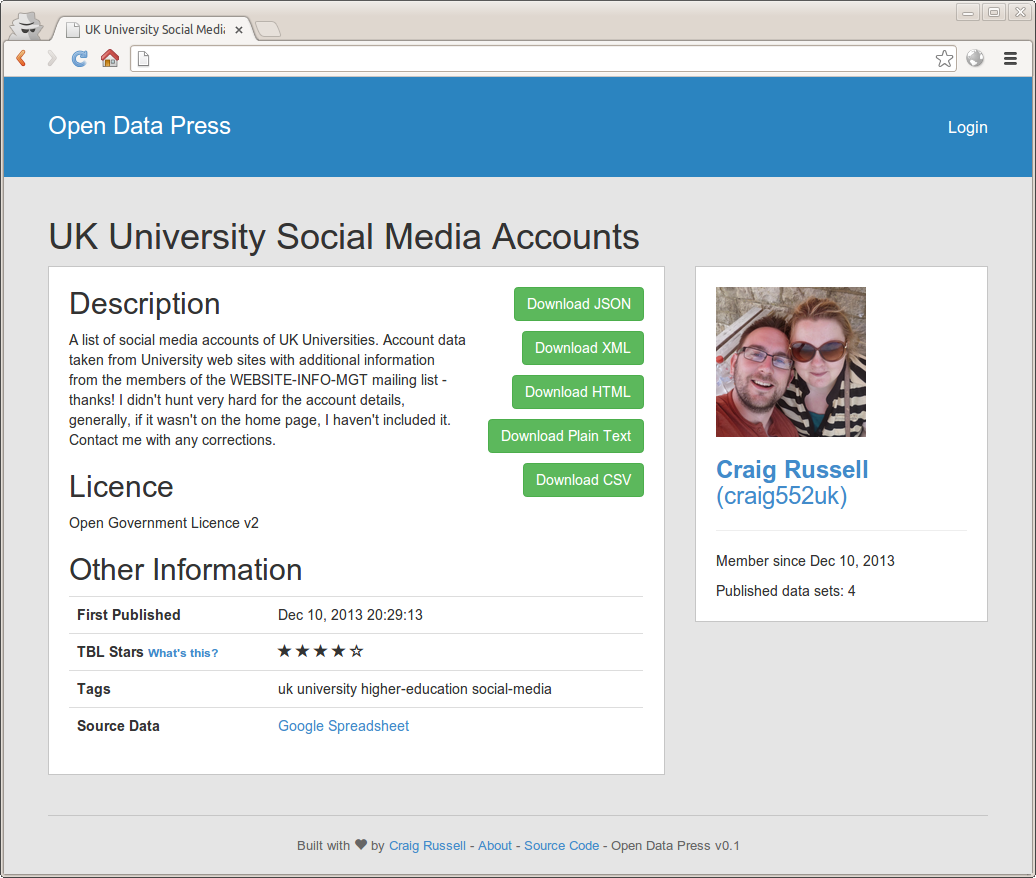 UK University Social Medi
Open Data Press
Login
UK University Social Media Accounts
Description
A list of social media accounts of UK Universities. Account data
taken from University web sites with additional information
from the members of the WEBSITE-INFO-MGT mailing list -
thanks! I didn't hunt very hard for the account details,
generally, if it wasn't on the home page, I haven't included it.
Contact me with any corrections.
Download JSON
Download XML
Download HTML
Download Plain Text
Download CSV
Licence
Open Government Licence v2
Other Information
First Published Dec 10, 2013 20:29:13
TBL Stars What's this? ★★★★☆
Tags uk university higher-education social-media
Source Data Google Spreadsheet
Craig Russell
(craig552uk)
Member since Dec 10, 2013
Published data sets: 4
Built with ♥ by Craig Russell - About - Source Code - Open Data Press v0.1